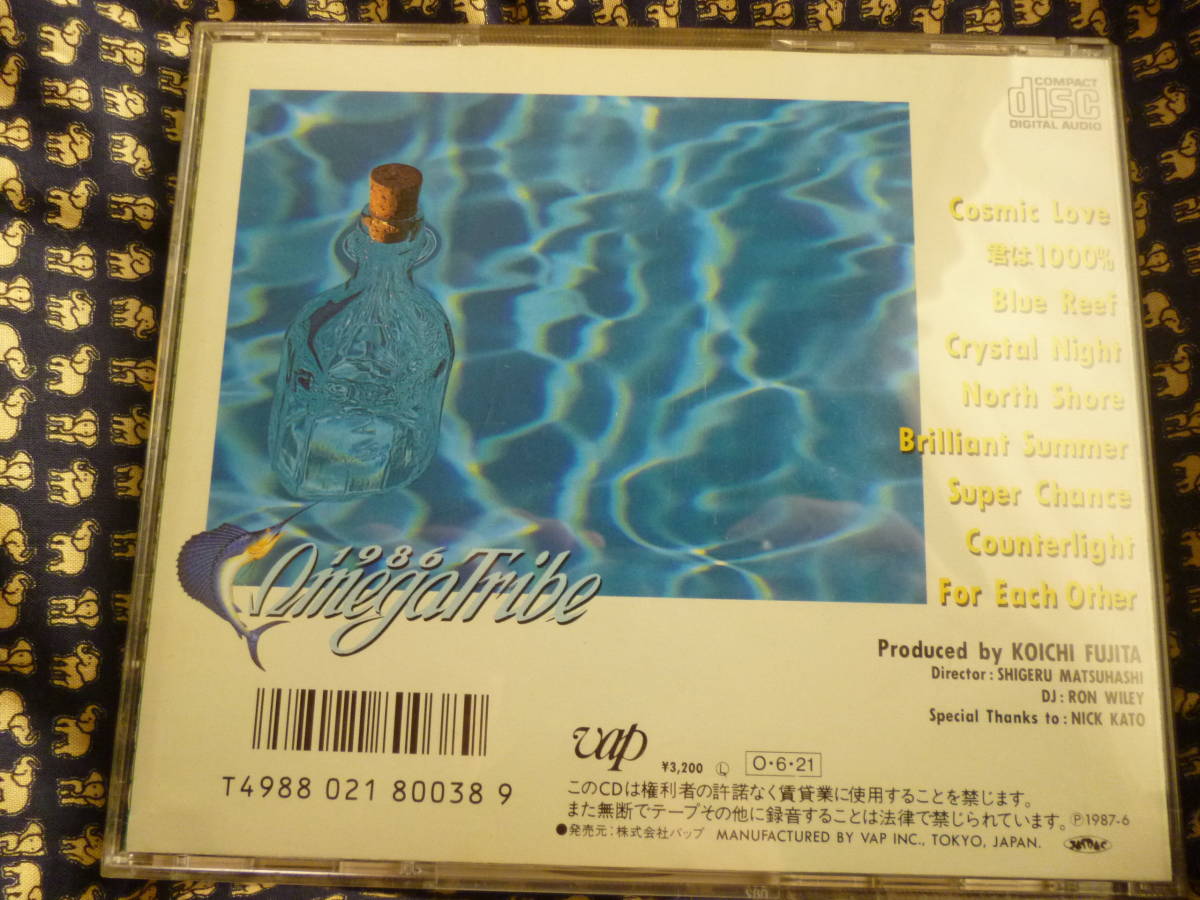 COMPACT
disc
DIGITAL AUDIO
Cosmic Love
君は1000%
Blue Reef
Crystal Night
North Shore
Brilliant Summer
Super Chance
Counterlight
For Each Other
1986
OmegaTribe
Produced by KOICHI FUJITA
Director : SHIGERU MATSUHASHI
DJ : RON WILEY
Special Thanks to : NICK KATO
T4988 021 80038 9
vap
¥3,200 Ⓛ O・6・21
このCDは権利者の許諾なく賃貸業に使用することを禁じます。
また無断でテープその他に録音することは法律で禁じられています。Ⓟ1987-6
●発売元：株式会社バップ MANUFACTURED BY VAP INC., TOKYO, JAPAN.
JASRAC